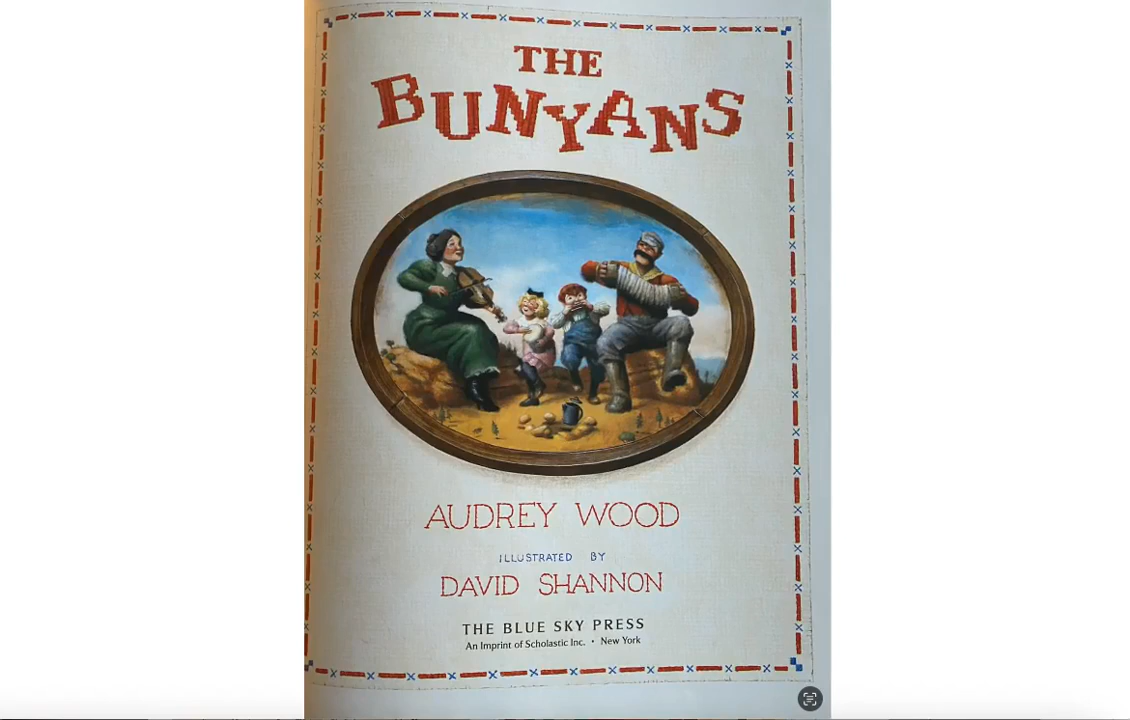 THE
BUNYANS
AUDREY WOOD
ILLUSTRATED BY
DAVID SHANNON
THE BLUE SKY PRESS
An Imprint of Scholastic Inc. • New York